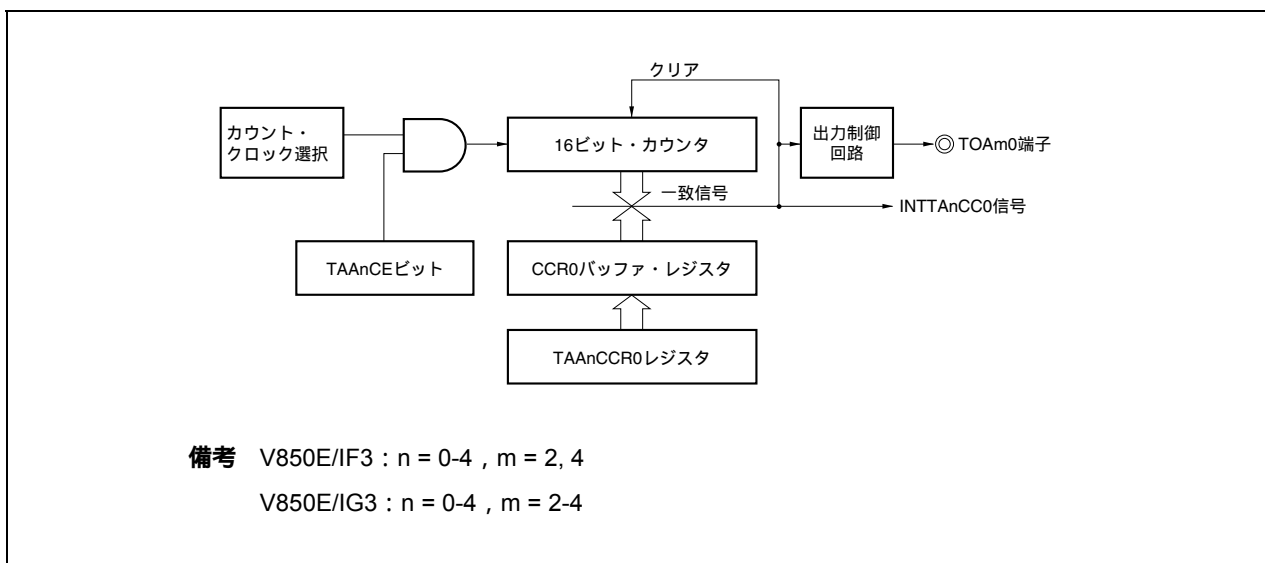 クリア
カウント・
クロック選択
16ビット・カウンタ
出力制御
回路
TOAm0端子
一致信号
INTTAnCC0信号
TAAnCEビット
CCR0バッファ・レジスタ
TAAnCCR0レジスタ
備考 V850E/IF3：n = 0-4，m = 2, 4
V850E/IG3：n = 0-4，m = 2-4